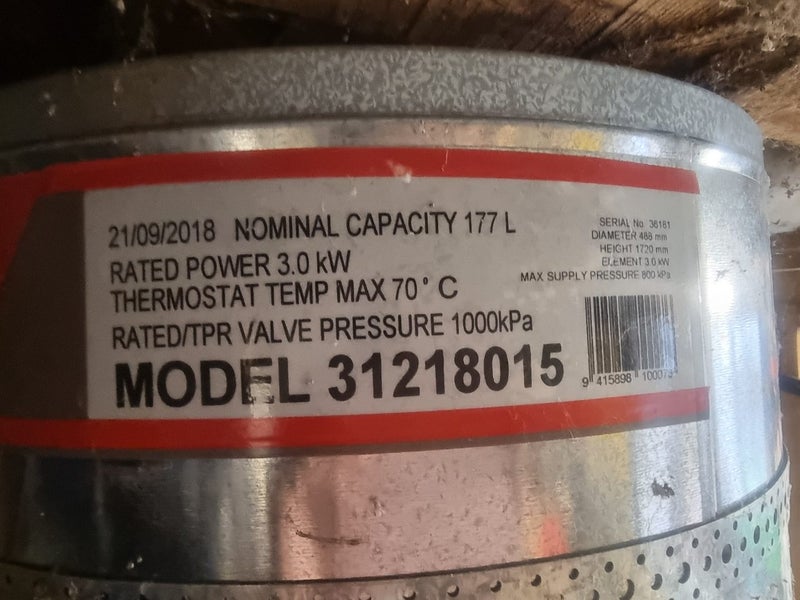 21/09/2018 NOMINAL CAPACITY 177 L
RATED POWER 3.0 kW
THERMOSTAT TEMP MAX 70° C
RATED/TPR VALVE PRESSURE 1000kPa
MODEL 31218015
SERIAL No 36181
DIAMETER 488 mm
HEIGHT 1720 mm
ELEMENT 3.0 kW
MAX SUPPLY PRESSURE 800 kPa
9 415898